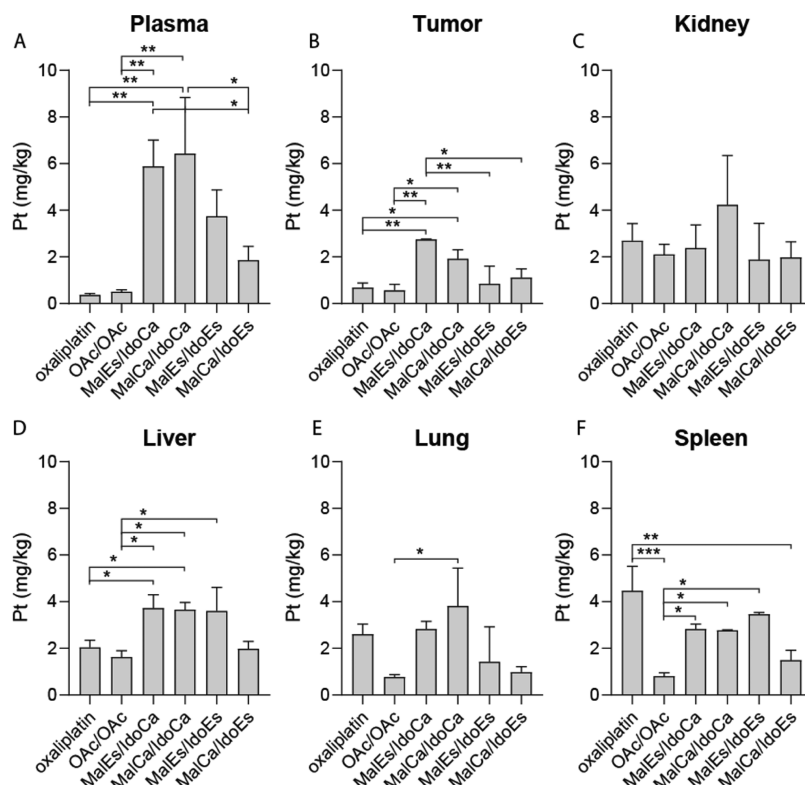 A Plasma
B Tumor
C Kidney
Pt (mg/kg)
10
8
6
4
2
0
** ** ** ** * *
oxaliplatin
OAc/OAc
MalEs/IdoCa
MalCa/IdoCa
MalEs/IdoEs
MalCa/IdoEs
Pt (mg/kg)
10
8
6
4
2
0
* ** * ** * **
oxaliplatin
OAc/OAc
MalEs/IdoCa
MalCa/IdoCa
MalEs/IdoEs
MalCa/IdoEs
Pt (mg/kg)
10
8
6
4
2
0
oxaliplatin
OAc/OAc
MalEs/IdoCa
MalCa/IdoCa
MalEs/IdoEs
MalCa/IdoEs
D Liver
E Lung
F Spleen
Pt (mg/kg)
10
8
6
4
2
0
* * * * *
oxaliplatin
OAc/OAc
MalEs/IdoCa
MalCa/IdoCa
MalEs/IdoEs
MalCa/IdoEs
Pt (mg/kg)
10
8
6
4
2
0
*
oxaliplatin
OAc/OAc
MalEs/IdoCa
MalCa/IdoCa
MalEs/IdoEs
MalCa/IdoEs
Pt (mg/kg)
10
8
6
4
2
0
** *** * * *
oxaliplatin
OAc/OAc
MalEs/IdoCa
MalCa/IdoCa
MalEs/IdoEs
MalCa/IdoEs